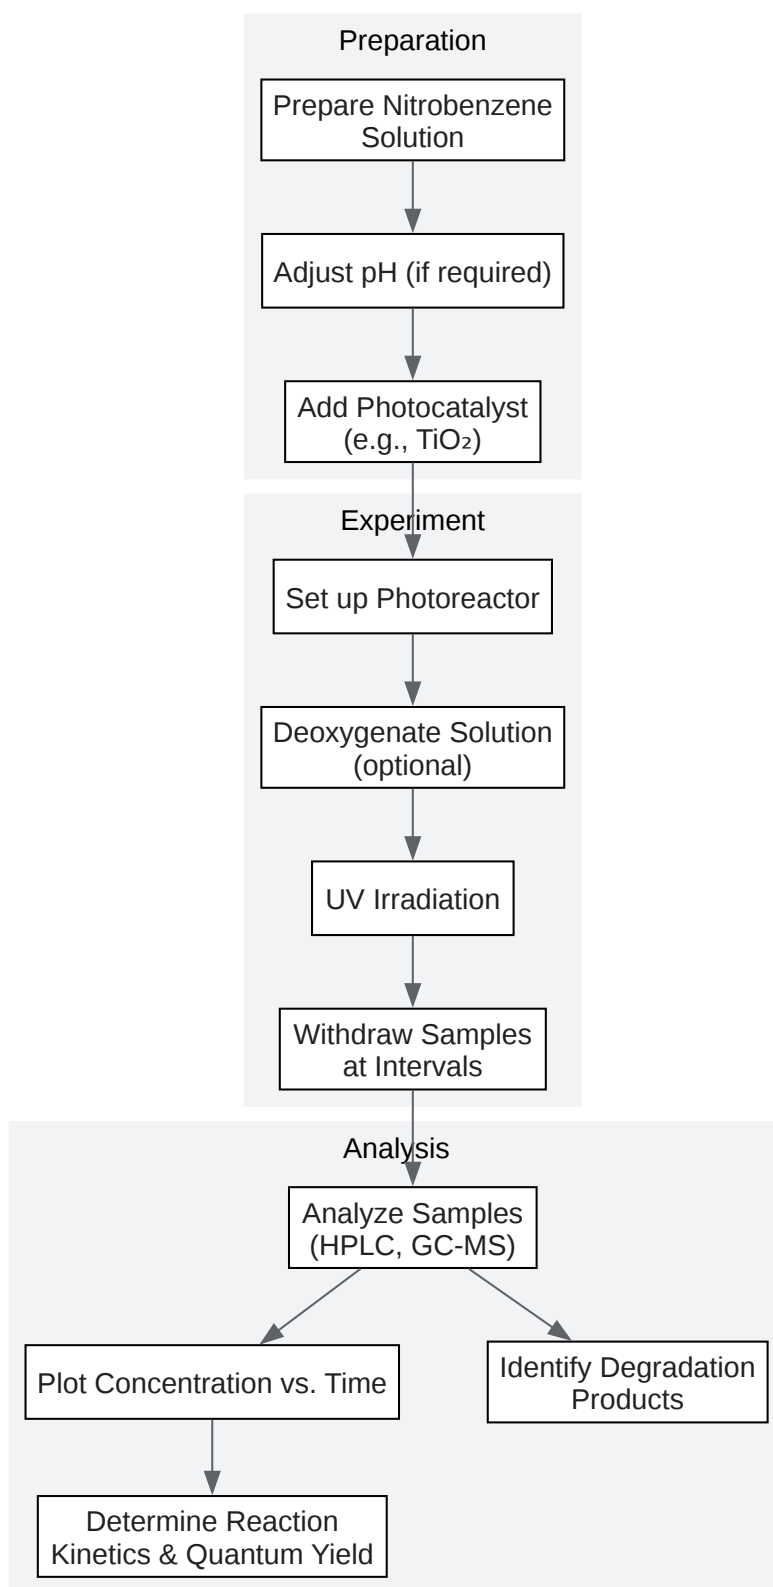 Preparation
Prepare Nitrobenzene
Solution
Adjust pH (if required)
Add Photocatalyst
(e.g., TiO₂)
Experiment
Set up Photoreactor
Deoxygenate Solution
(optional)
UV Irradiation
Withdraw Samples
at Intervals
Analysis
Analyze Samples
(HPLC, GC-MS)
Plot Concentration vs. Time
Identify Degradation
Products
Determine Reaction
Kinetics & Quantum Yield